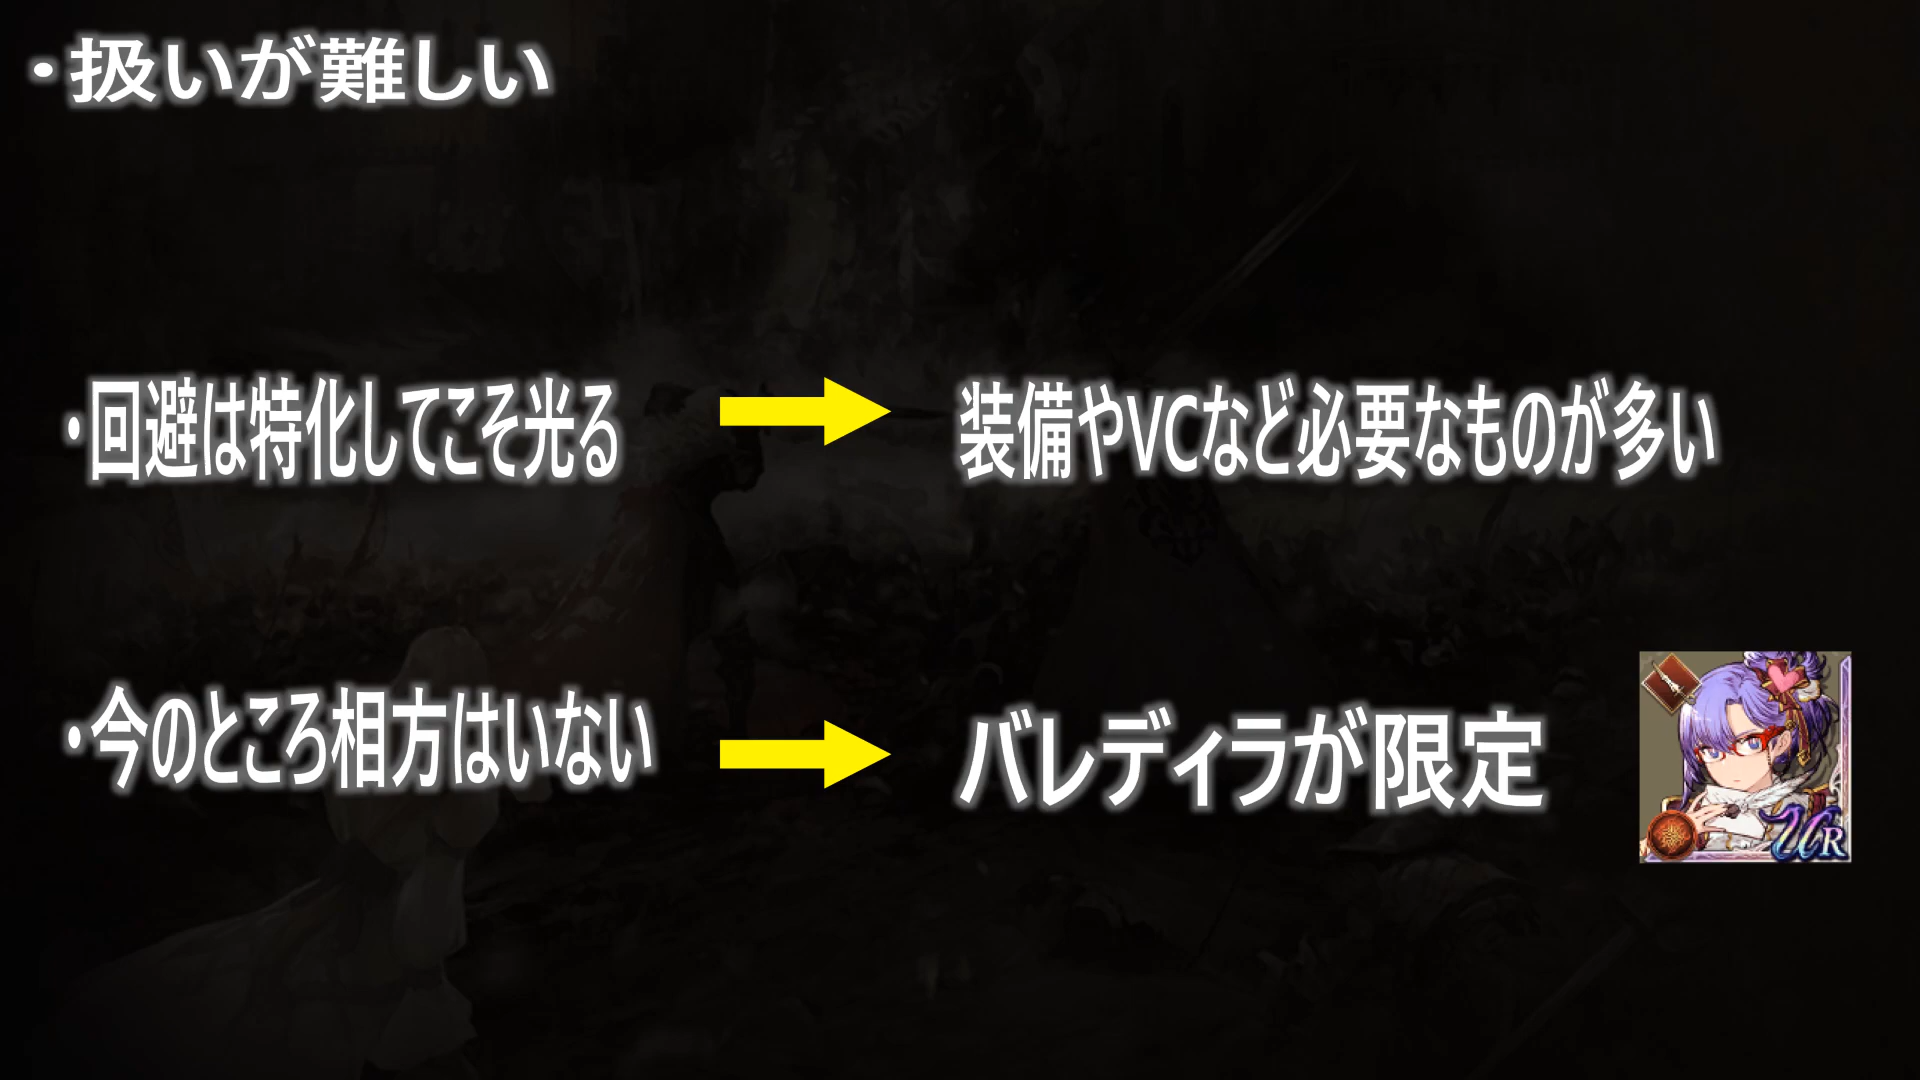 ・扱いが難しい
・回避は特化してこそ光る
装備やVCなど必要なものが多い
・今のところ相方はいない
バレディラが限定
UR